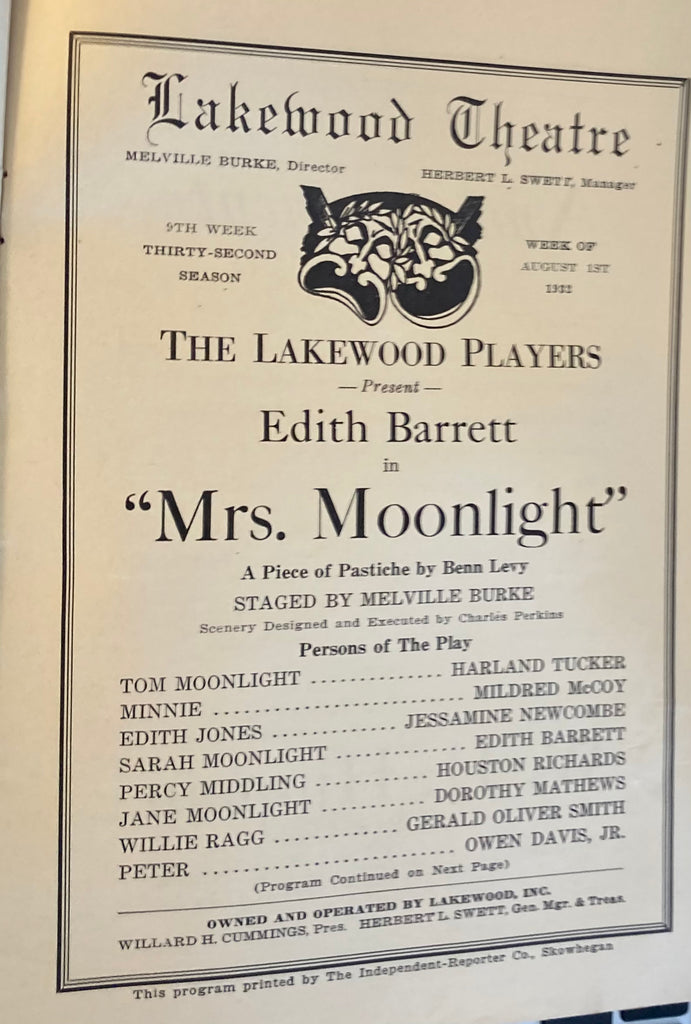 Lakewood Theatre
MELVILLE BURKE, Director
HERBERT L. SWETT, Manager
9TH WEEK
THIRTY-SECOND
SEASON
WEEK OF
AUGUST 1ST
1932
THE LAKEWOOD PLAYERS
— Present —
Edith Barrett
in
“Mrs. Moonlight”
A Piece of Pastiche by Benn Levy
STAGED BY MELVILLE BURKE
Scenery Designed and Executed by Charles Perkins
Persons of The Play
TOM MOONLIGHT .............. HARLAND TUCKER
MINNIE .......................... MILDRED McCOY
EDITH JONES ............. JESSAMINE NEWCOMBE
SARAH MOONLIGHT .............. EDITH BARRETT
PERCY MIDDLING ............ HOUSTON RICHARDS
JANE MOONLIGHT ........... DOROTHY MATHEWS
WILLIE RAGG ............. GERALD OLIVER SMITH
PETER .......................... OWEN DAVIS, JR.
(Program Continued on Next Page)
OWNED AND OPERATED BY LAKEWOOD, INC.
WILLARD H. CUMMINGS, Pres. HERBERT L. SWETT, Gen. Mgr. & Treas.
This program printed by The Independent-Reporter Co., Skowhegan